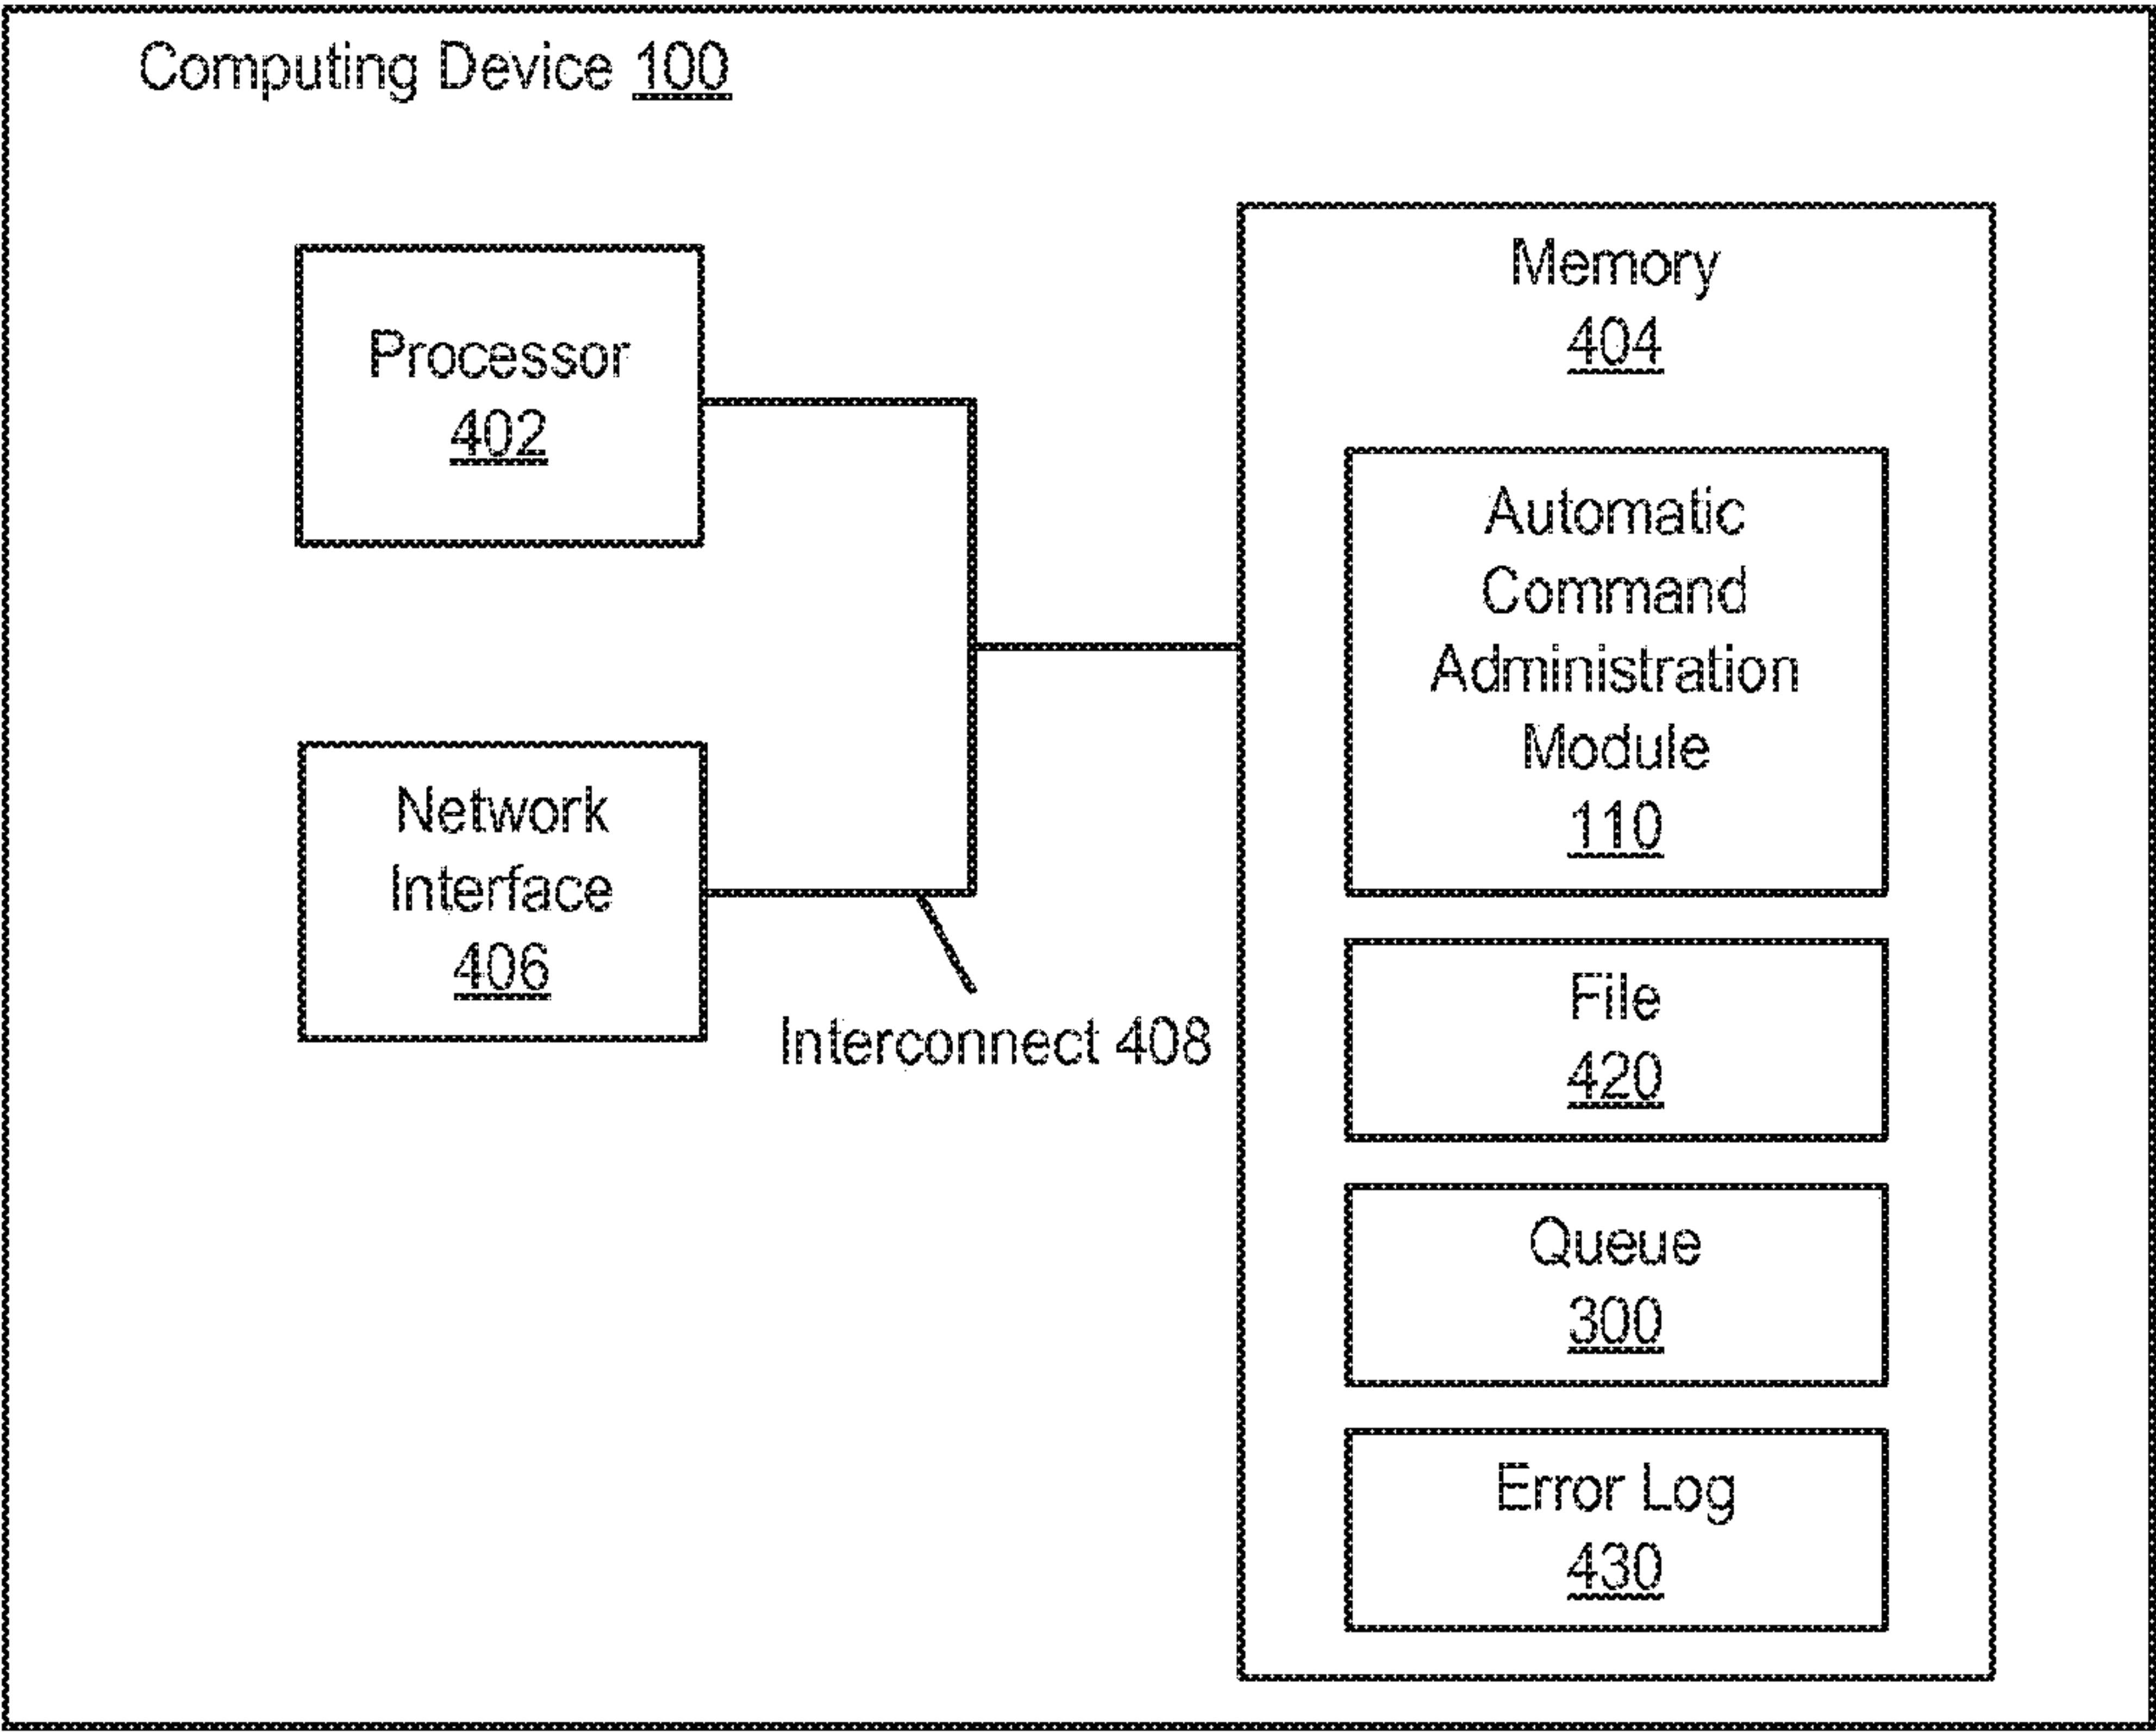 Computing Device 100
Processor
402
Network
Interface
406
Interconnect 408
Memory
404
Automatic
Command
Administration
Module
110
File
420
Queue
300
Error Log
430